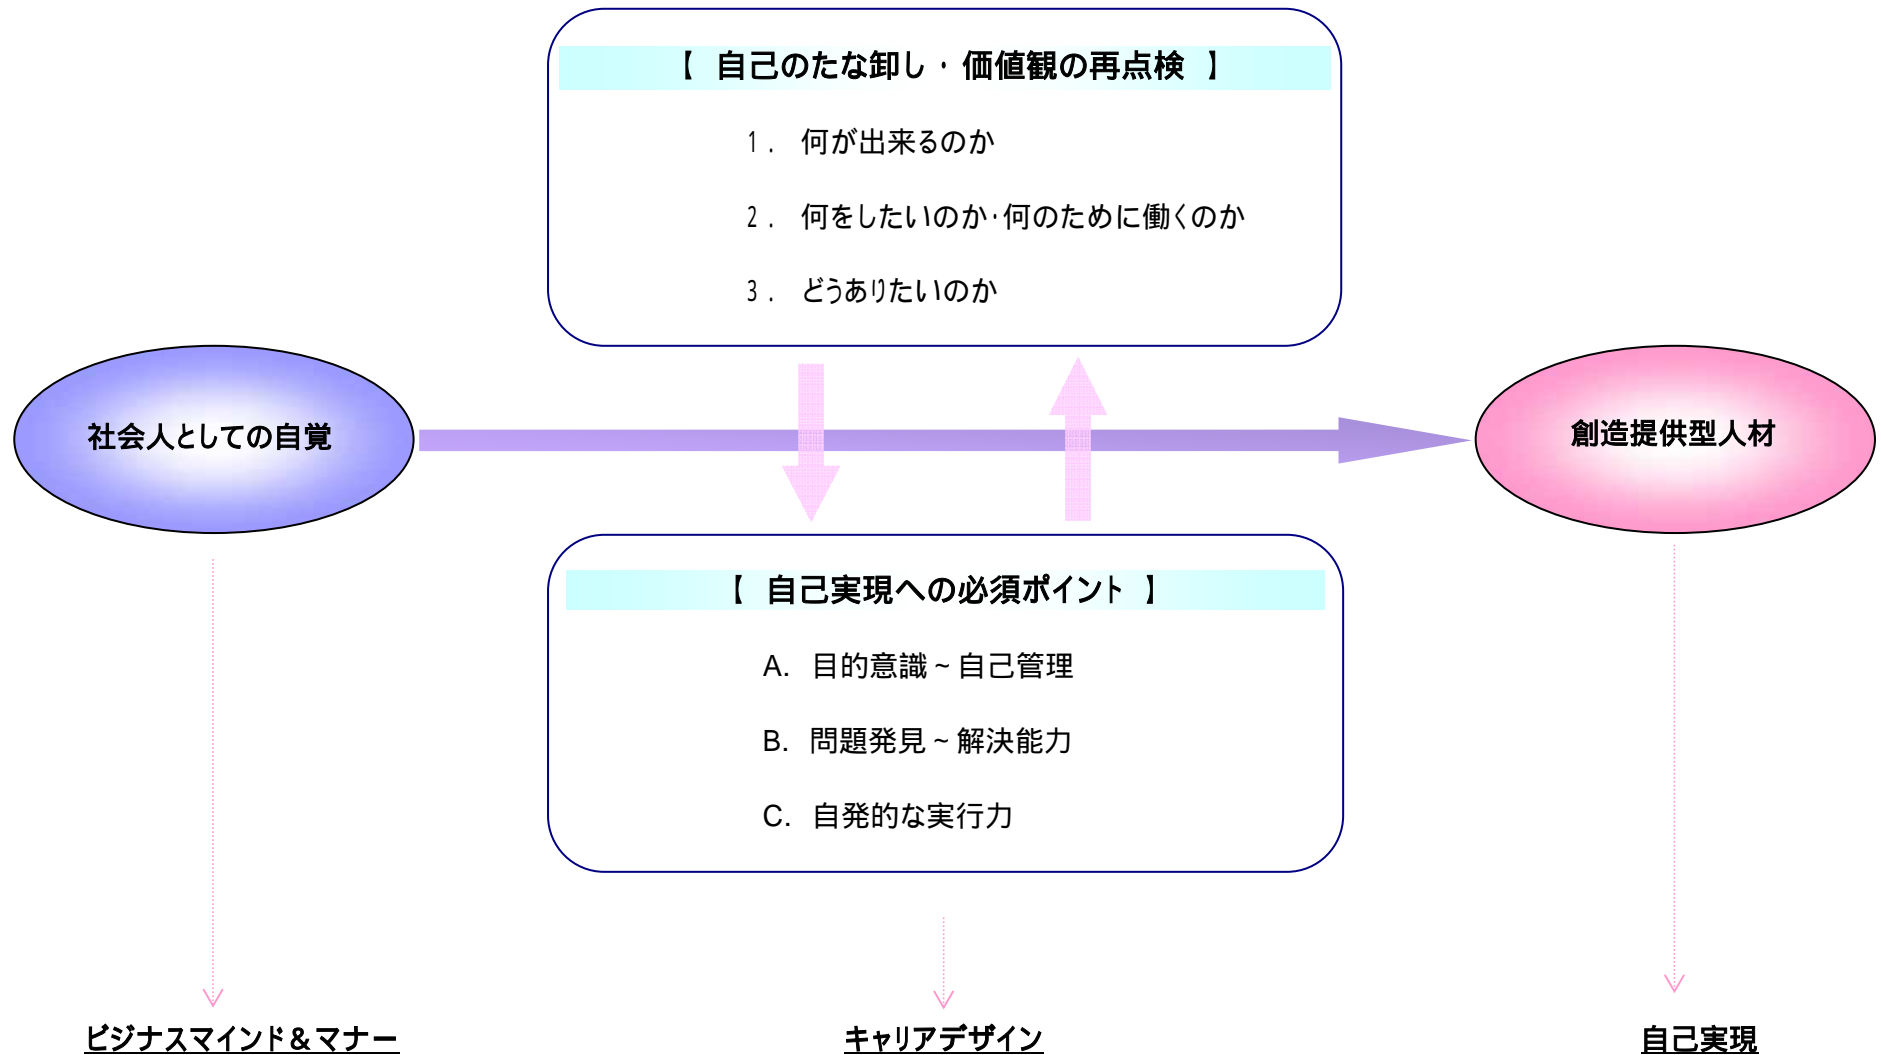 【 自己のたな卸し・価値観の再点検 】
1. 何が出来るのか
2. 何をしたいのか・何のために働くのか
3. どうありたいのか
社会人としての自覚
創造提供型人材
【 自己実現への必須ポイント 】
A. 目的意識～自己管理
B. 問題発見～解決能力
C. 自発的な実行力
ビジナスマインド＆マナー
キャリアデザイン
自己実現